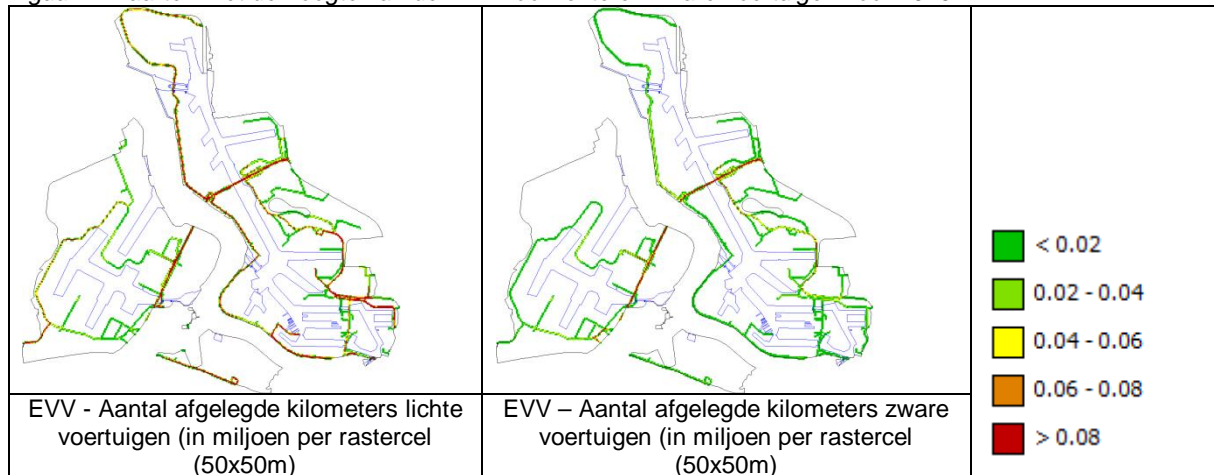 EVV - Aantal afgelegde kilometers lichte
voertuigen (in miljoen per rastercel
(50x50m)
EVV – Aantal afgelegde kilometers zware
voertuigen (in miljoen per rastercel
(50x50m)
< 0.02
0.02 - 0.04
0.04 - 0.06
0.06 - 0.08
> 0.08